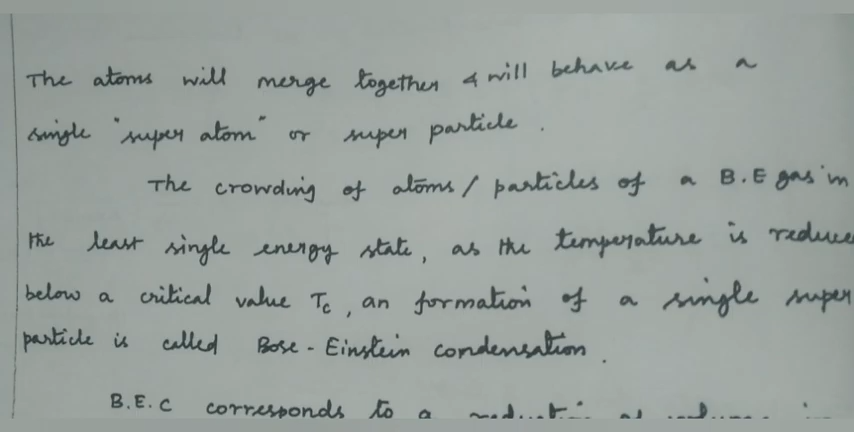 The atoms will merge together & will behave as a
single "super atom" or super particle.
The crowding of atoms / particles of a B.E gas in
the least single energy state, as the temperature is reduce
below a critical value Tc, an formation of a single super
particle is called Bose-Einstein condensation.
B.E.C corresponds to a